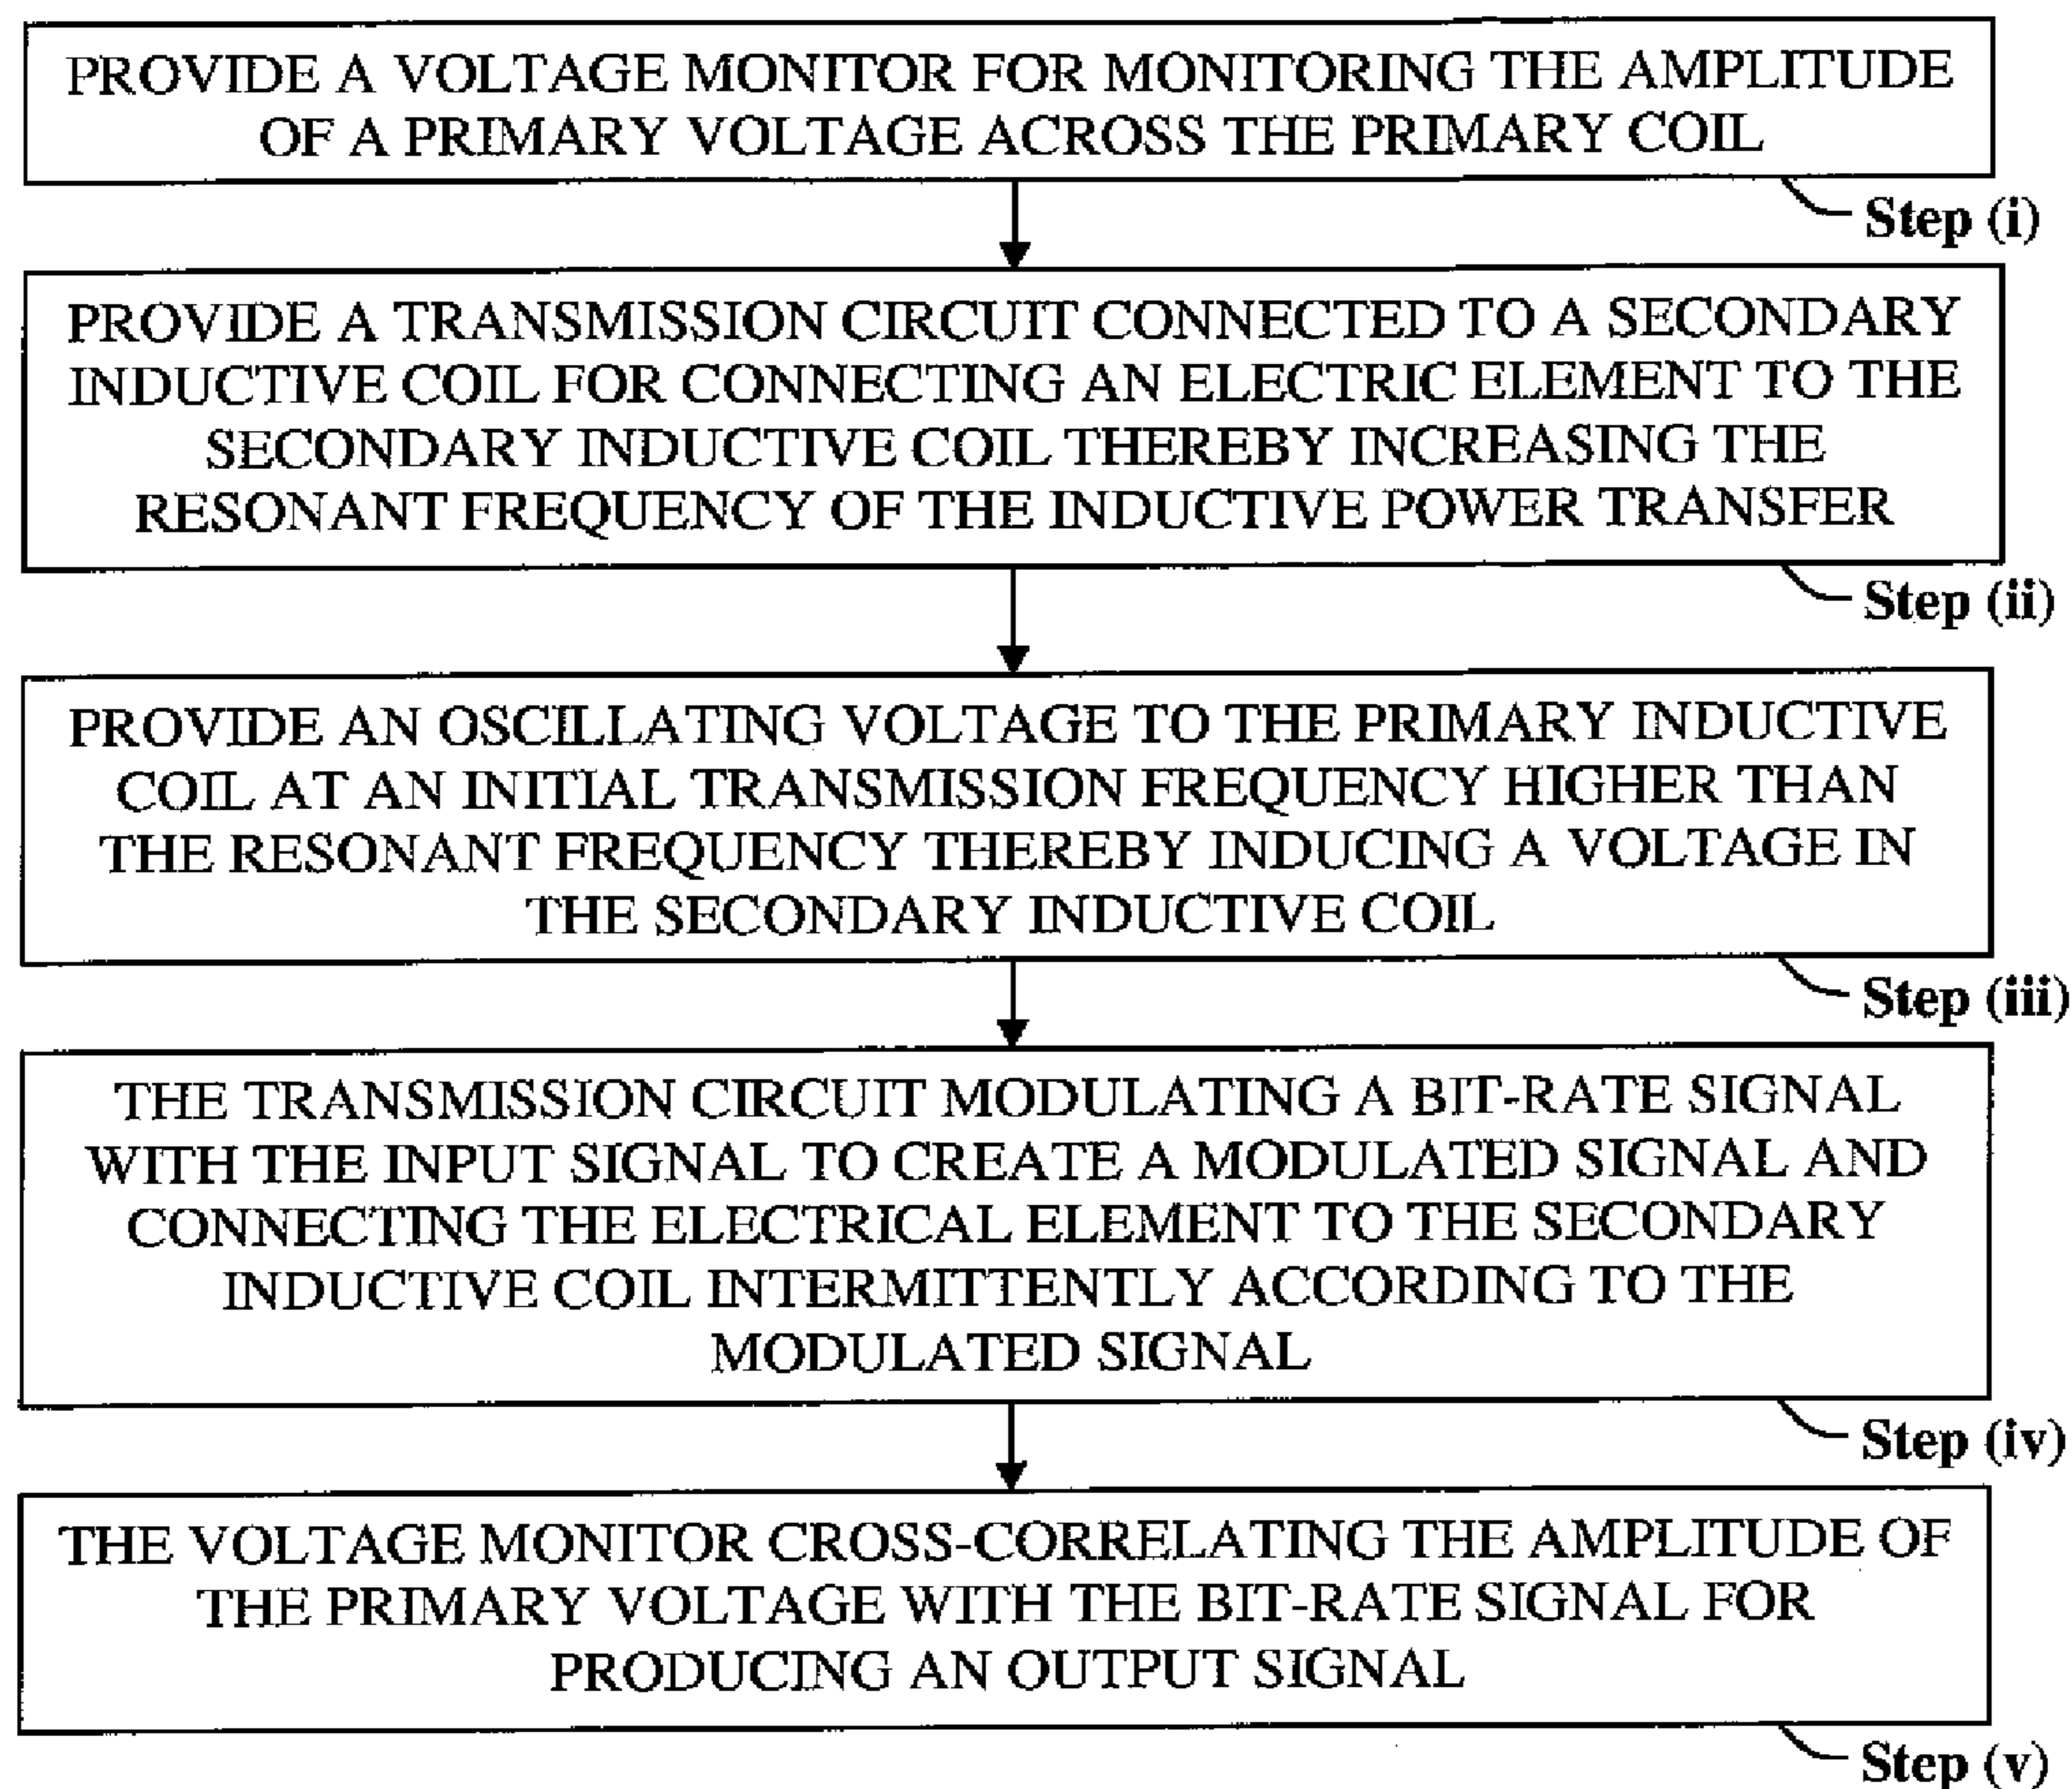 PROVIDE A VOLTAGE MONITOR FOR MONITORING THE AMPLITUDE
OF A PRIMARY VOLTAGE ACROSS THE PRIMARY COIL
Step (i)
PROVIDE A TRANSMISSION CIRCUIT CONNECTED TO A SECONDARY
INDUCTIVE COIL FOR CONNECTING AN ELECTRIC ELEMENT TO THE
SECONDARY INDUCTIVE COIL THEREBY INCREASING THE
RESONANT FREQUENCY OF THE INDUCTIVE POWER TRANSFER
Step (ii)
PROVIDE AN OSCILLATING VOLTAGE TO THE PRIMARY INDUCTIVE
COIL AT AN INITIAL TRANSMISSION FREQUENCY HIGHER THAN
THE RESONANT FREQUENCY THEREBY INDUCING A VOLTAGE IN
THE SECONDARY INDUCTIVE COIL
Step (iii)
THE TRANSMISSION CIRCUIT MODULATING A BIT-RATE SIGNAL
WITH THE INPUT SIGNAL TO CREATE A MODULATED SIGNAL AND
CONNECTING THE ELECTRICAL ELEMENT TO THE SECONDARY
INDUCTIVE COIL INTERMITTENTLY ACCORDING TO THE
MODULATED SIGNAL
Step (iv)
THE VOLTAGE MONITOR CROSS-CORRELATING THE AMPLITUDE OF
THE PRIMARY VOLTAGE WITH THE BIT-RATE SIGNAL FOR
PRODUCING AN OUTPUT SIGNAL
Step (v)